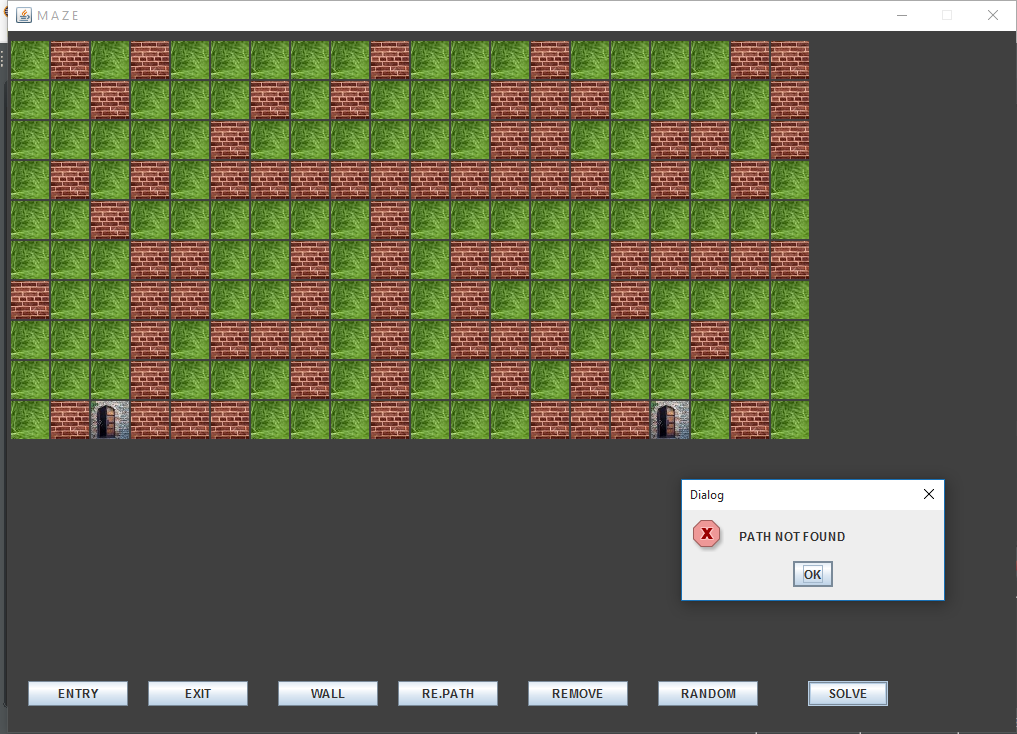 MAZE
Dialog
PATH NOT FOUND
OK
ENTRY EXIT WALL RE.PATH REMOVE RANDOM SOLVE